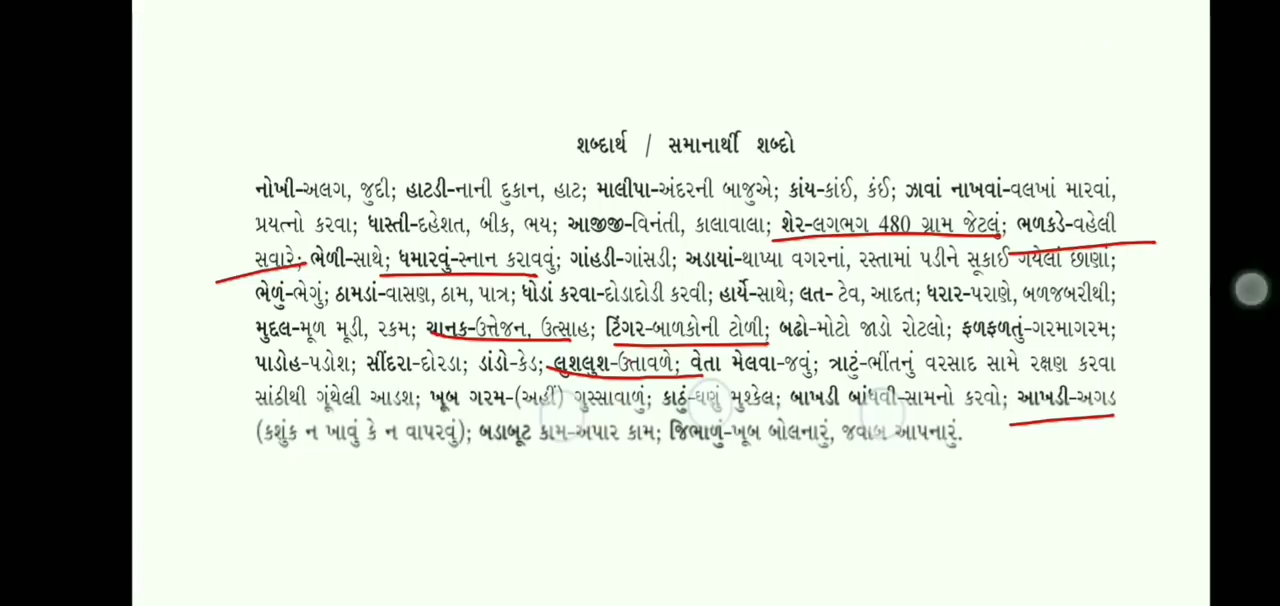 શબ્દાર્થ / સમાનાર્થી શબ્દો
નોખી-અલગ, જુદી; હાટડી-નાની દુકાન, હાટ; માલીપા-અંદરની બાજુએ; કાંય-કાંઈ, કંઈ; ઝાવાં નાખવાં-વલખાં મારવાં,
પ્રયત્નો કરવા; ધાસ્તી-દહેશત, બીક, ભય; આજીજી-વિનંતી, કાલાવાલા; શેર-લગભગ 480 ગ્રામ જેટલું; ભળકડે-વહેલી
સવારે; ભેળી-સાથે; ધમારવું-સ્નાન કરાવવું; ગાંહડી-ગાંસડી; અડાયાં-થાપ્યા વગરનાં, રસ્તામાં પડીને સૂકાઈ ગયેલાં છાણાં;
ભેળું-ભેગું; ઠામડાં-વાસણ, ઠામ, પાત્ર; ધોડાં કરવા-દોડાદોડી કરવી; હાર્યે-સાથે; લત- ટેવ, આદત; ધરાર-પરાણે, બળજબરીથી;
મુદલ-મૂળ મૂડી, રકમ; ચાનક-ઉત્તેજન, ઉત્સાહ; ટિંગર-બાળકોની ટોળી; બઢો-મોટો જાડો રોટલો; ફળફળતું-ગરમાગરમ;
પાડોહ-પડોશ; સીંદરા-દોરડા; ડાંડો-કેડ; લુશલુશ-ઉતાવળે; વેતા મેલવા-જવું; ત્રાટું-ભીંતનું વરસાદ સામે રક્ષણ કરવા
સાંઠીથી ગૂંથેલી આડશ; ખૂબ ગરમ-(અહીં) ગુસ્સાવાળું; કાઠું-ઘણું મુશ્કેલ; બાખડી બાંધવી-સામનો કરવો; આખડી-અગડ
(કશુંક ન ખાવું કે ન વાપરવું); બડાબૂટ કામ-અપાર કામ; જિભાળું-ખૂબ બોલનારું, જવાબ આપનારું.